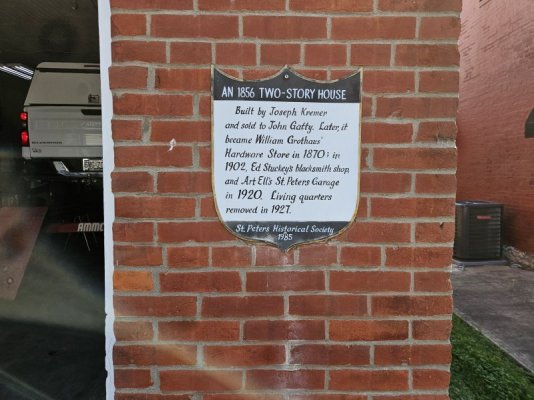 AN 1856 TWO-STORY HOUSE
Built by Joseph Kremer
and sold to John Gatty. Later, it
became William Grothaus'
Hardware Store in 1870's; in
1902, Ed Stuckey's blacksmith shop,
and Art Ell's St. Peters Garage
in 1920. Living quarters
removed in 1927.
St. Peters Historical Society
1985
AMMO